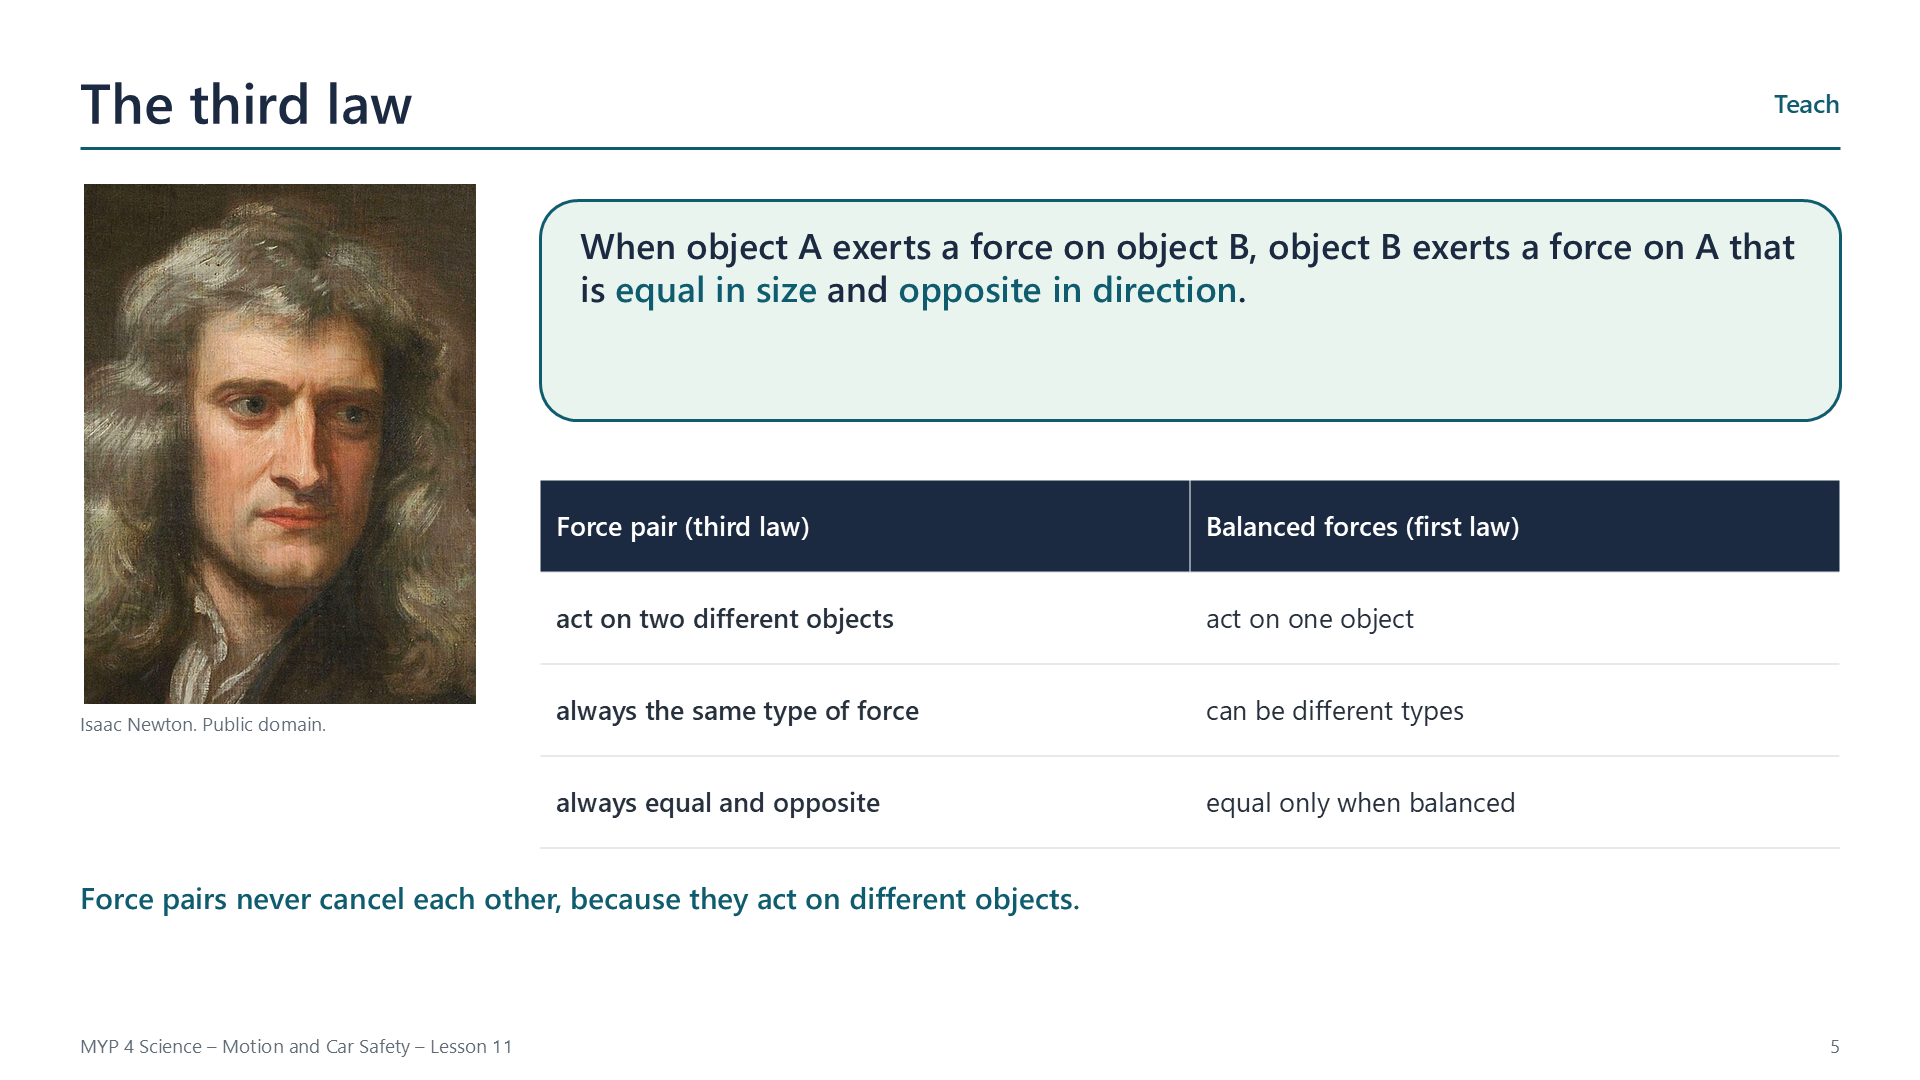 The third law
Teach
When object A exerts a force on object B, object B exerts a force on A that
is equal in size and opposite in direction.
Isaac Newton. Public domain.
Force pair (third law)
Balanced forces (first law)
act on two different objects
act on one object
always the same type of force
can be different types
always equal and opposite
equal only when balanced
Force pairs never cancel each other, because they act on different objects.
MYP 4 Science – Motion and Car Safety – Lesson 11
5